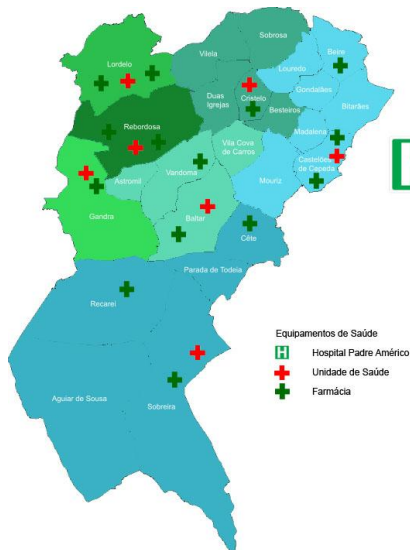 Sobrosa
Vilela
Beire
Lordelo
Louredo
Gondalães
Duas
Igrejas
Cristelo
Bitarães
Rebordosa
Besteiros
Madalena
Vila Cova
de Carros
Vandoma
Castelões
de Cepeda
Astromil
Mouriz
Gandra
Baltar
Cête
Parada de Todeia
Recarei
Aguiar de Sousa
Sobreira
Equipamentos de Saúde
H Hospital Padre Américo
Unidade de Saúde
Farmácia